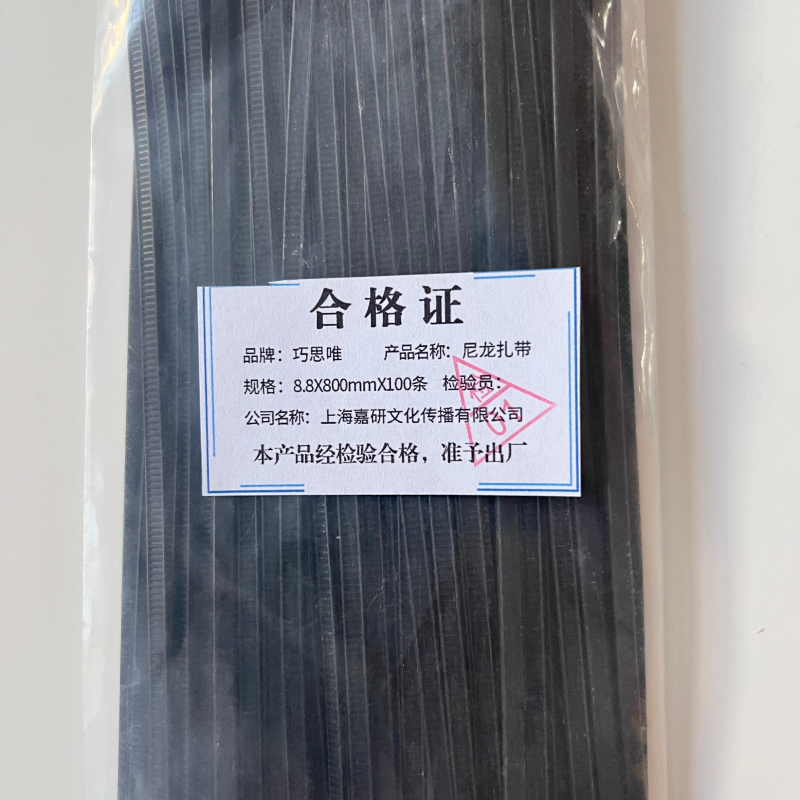 合格证
品牌：巧思唯 产品名称：尼龙扎带
规格：8.8X800mmX100条 检验员：
公司名称：上海嘉研文化传播有限公司
本产品经检验合格，准予出厂
01